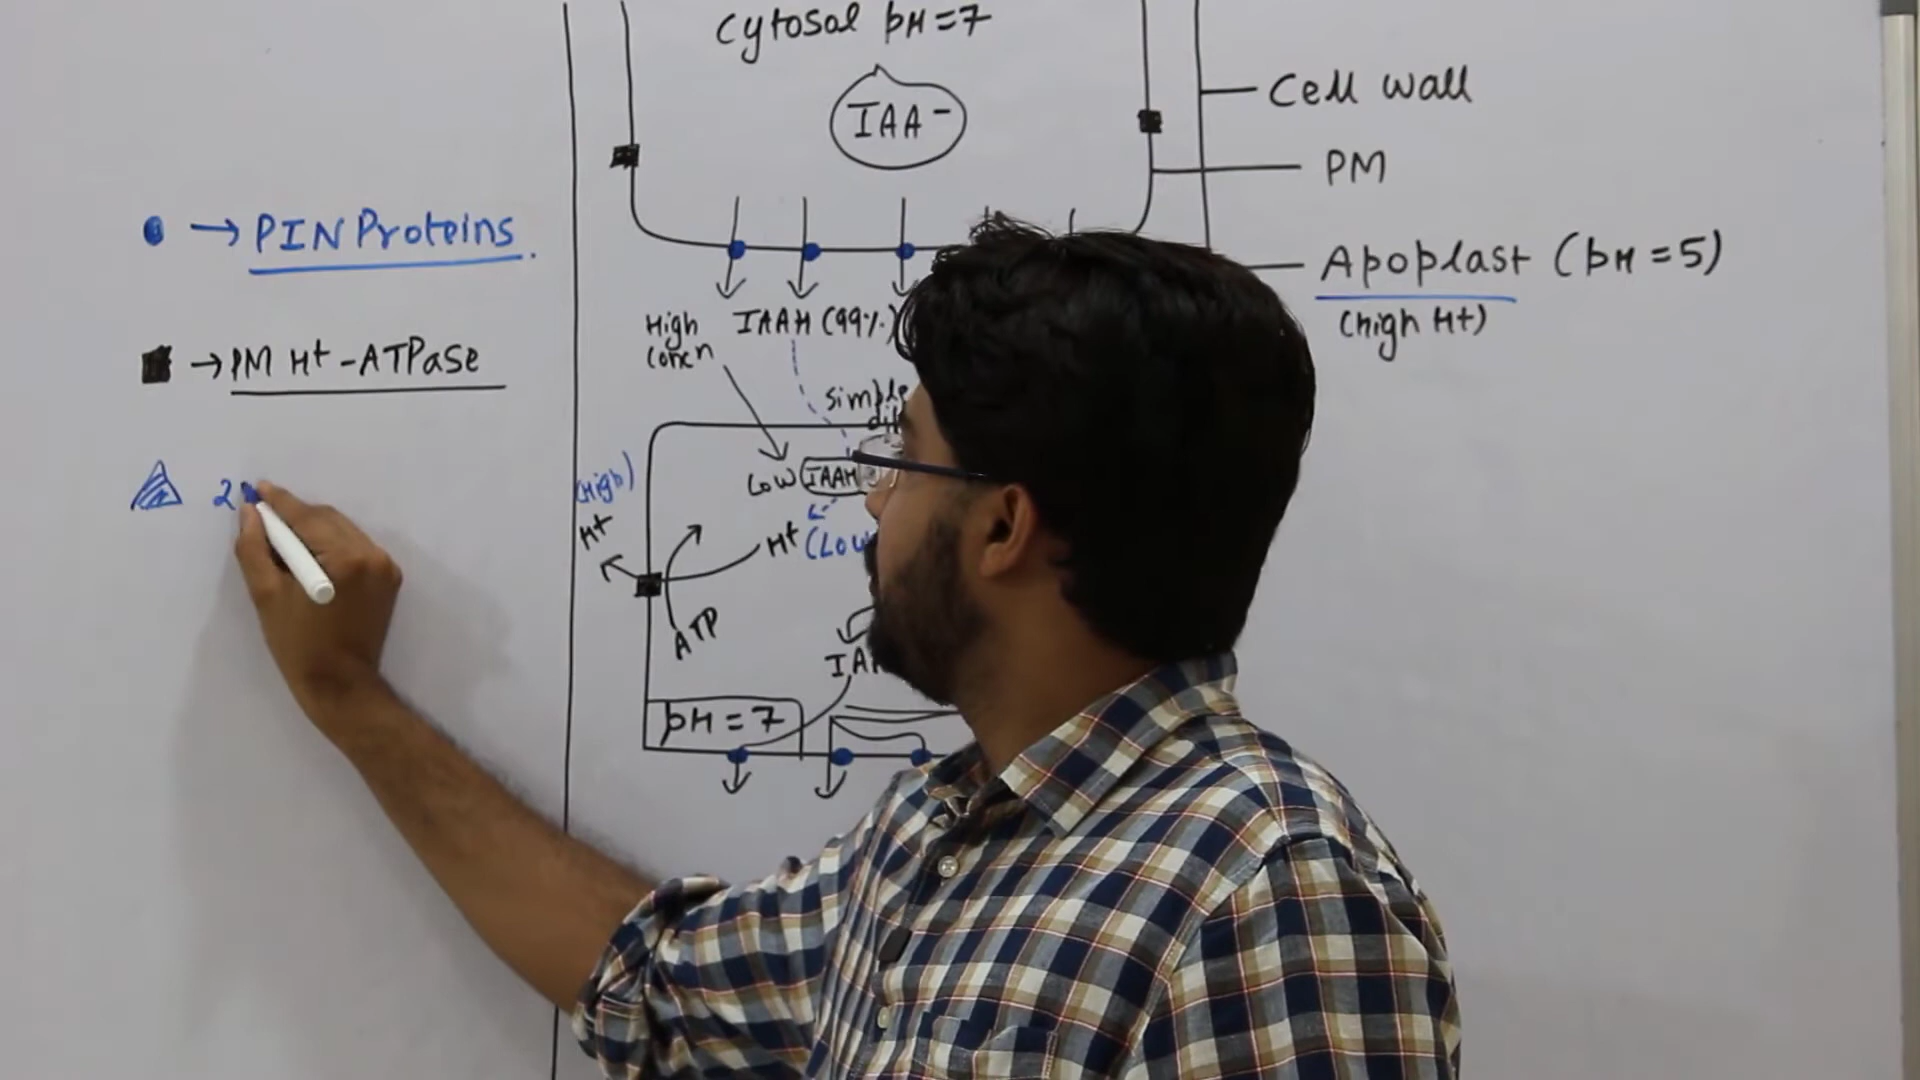 Cytosol pH=7
IAA-
Cell wall
PM
Apoplast (pH=5)
(high H+)
→ PIN Proteins.
→ PM H+ -ATPase
2
High
concn
IAAH (99%)
simple
Low IAAH
(High)
H+
H+
ATP
pH = 7